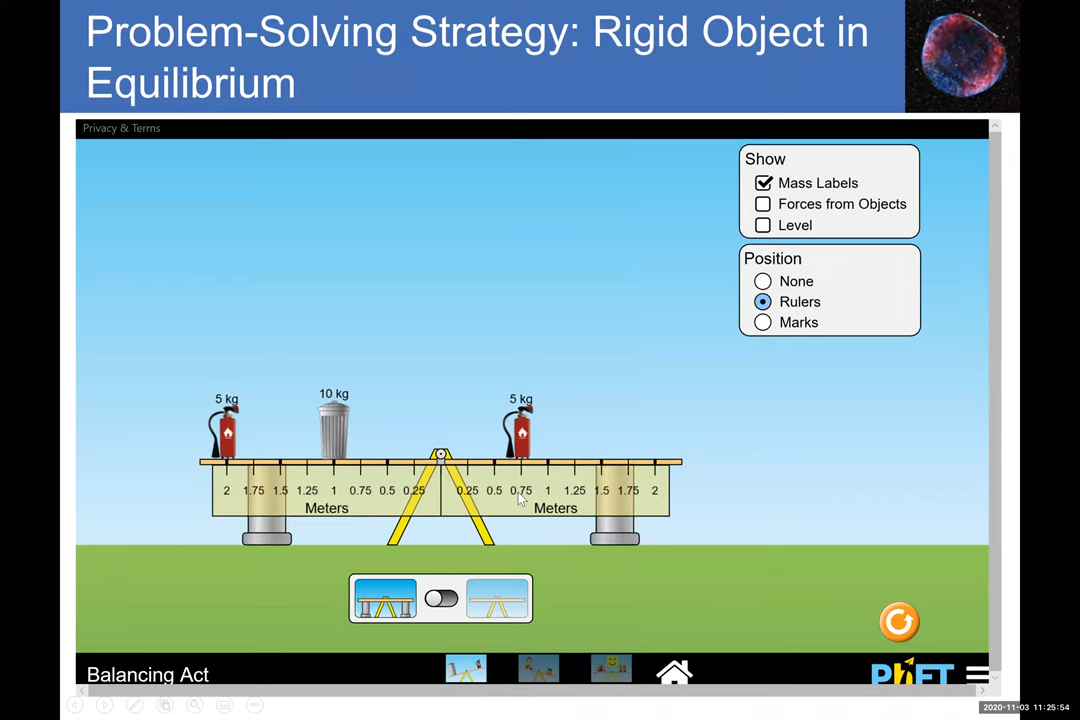 Problem-Solving Strategy: Rigid Object in
Equilibrium
Privacy & Terms
Show
Mass Labels
Forces from Objects
Level
Position
None
Rulers
Marks
5 kg 10 kg 5 kg
2 1.75 1.5 1.25 1 0.75 0.5 0.25 0.25 0.5 0.75 1 1.25 1.5 1.75 2
Meters Meters
Balancing Act
PhET
2020-11-03 11:25:54